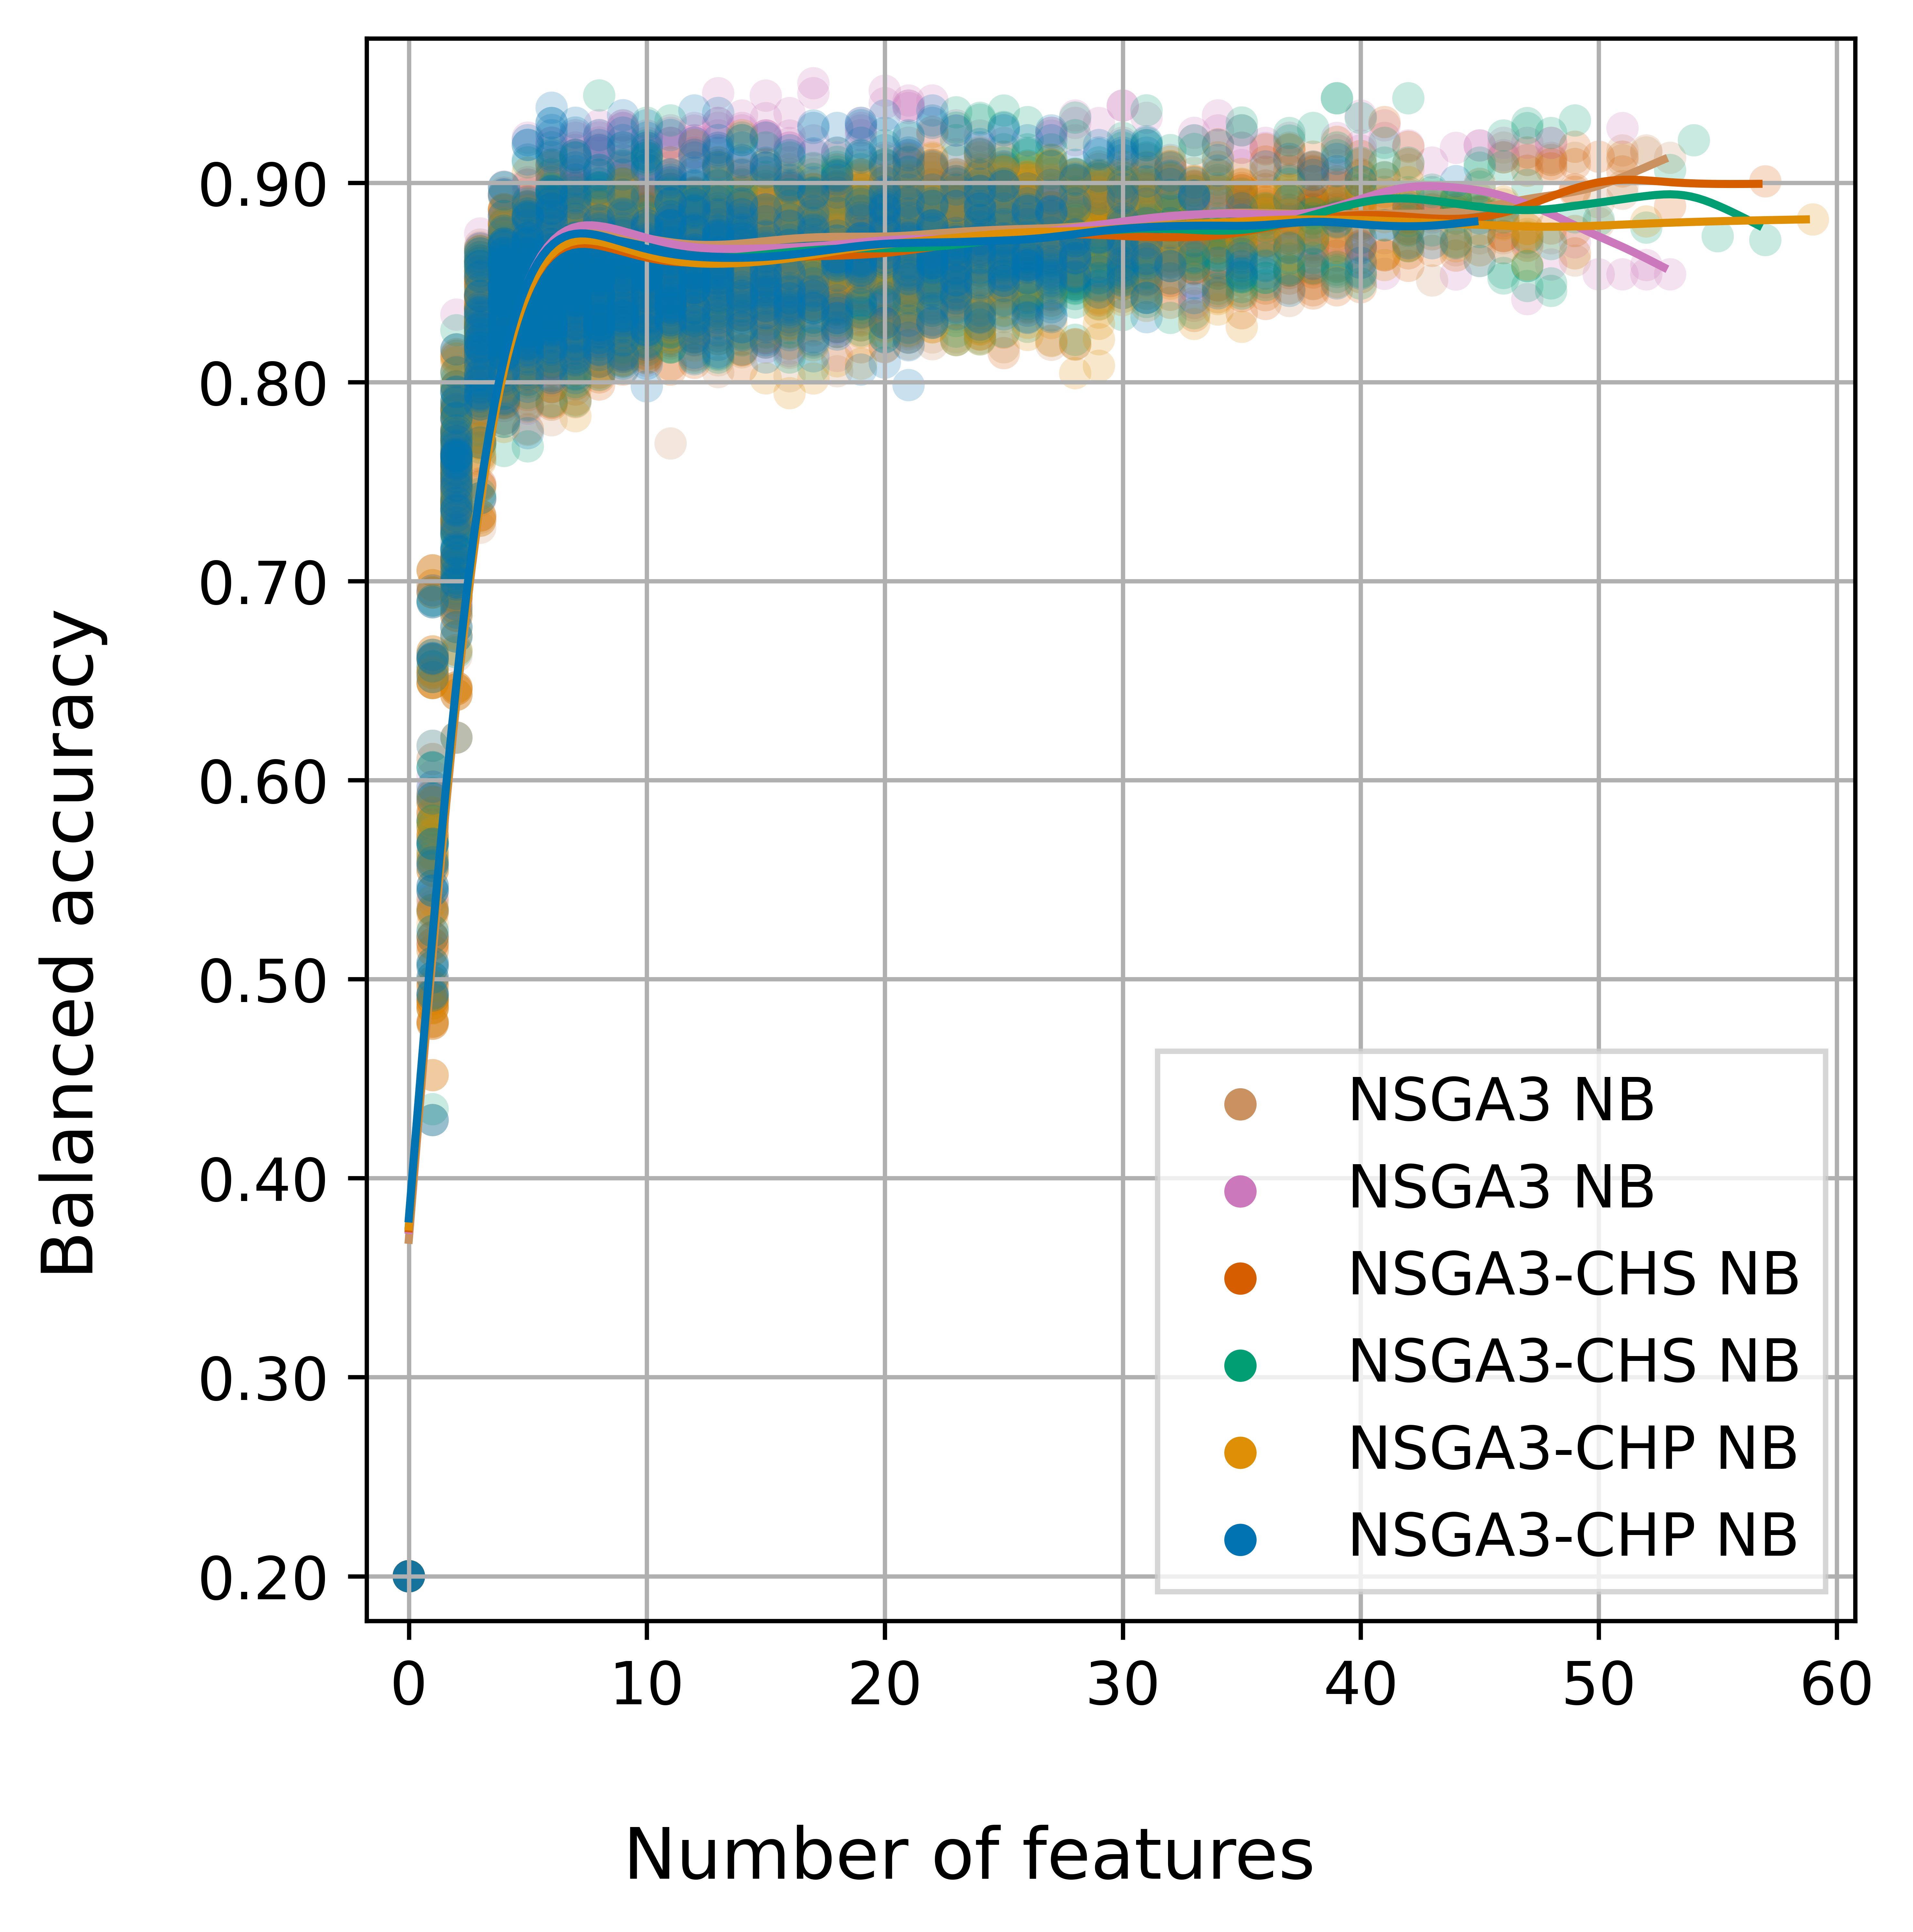 Balanced accuracy
0.90
0.80
0.70
0.60
0.50
0.40
0.30
0.20
NSGA3 NB
NSGA3 NB
NSGA3-CHS NB
NSGA3-CHS NB
NSGA3-CHP NB
NSGA3-CHP NB
0 10 20 30 40 50 60
Number of features